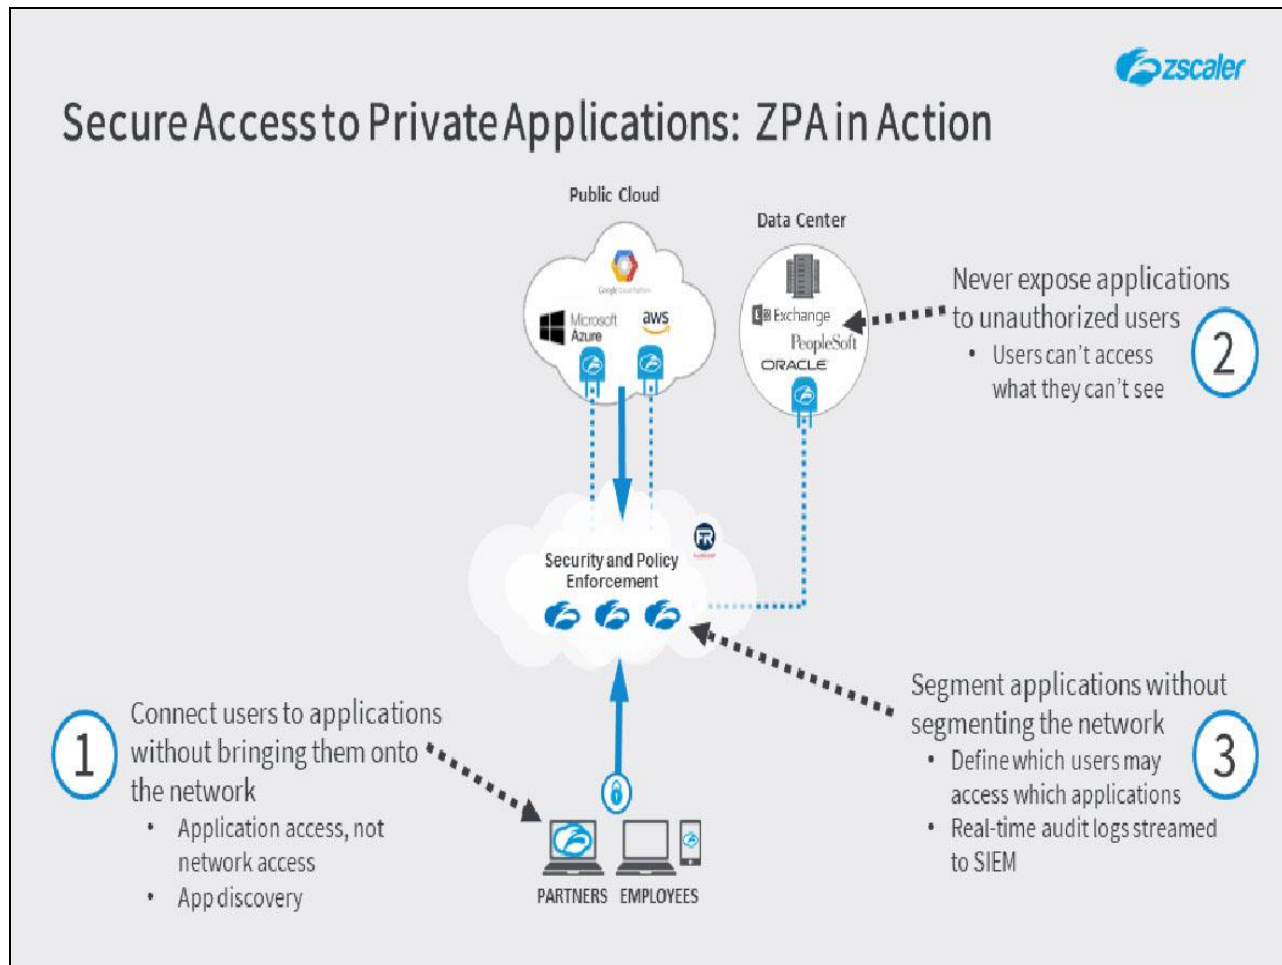 zscaler
Secure Access to Private Applications: ZPA in Action
Public Cloud
Google Cloud Platform
Microsoft
Azure
aws
Data Center
Exchange
PeopleSoft
ORACLE
Never expose applications
to unauthorized users
2
• Users can't access
what they can't see
Security and Policy
Enforcement
FR
1
Connect users to applications
without bringing them onto
the network
• Application access, not
network access
• App discovery
PARTNERS EMPLOYEES
Segment applications without
segmenting the network
3
• Define which users may
access which applications
• Real-time audit logs streamed
to SIEM